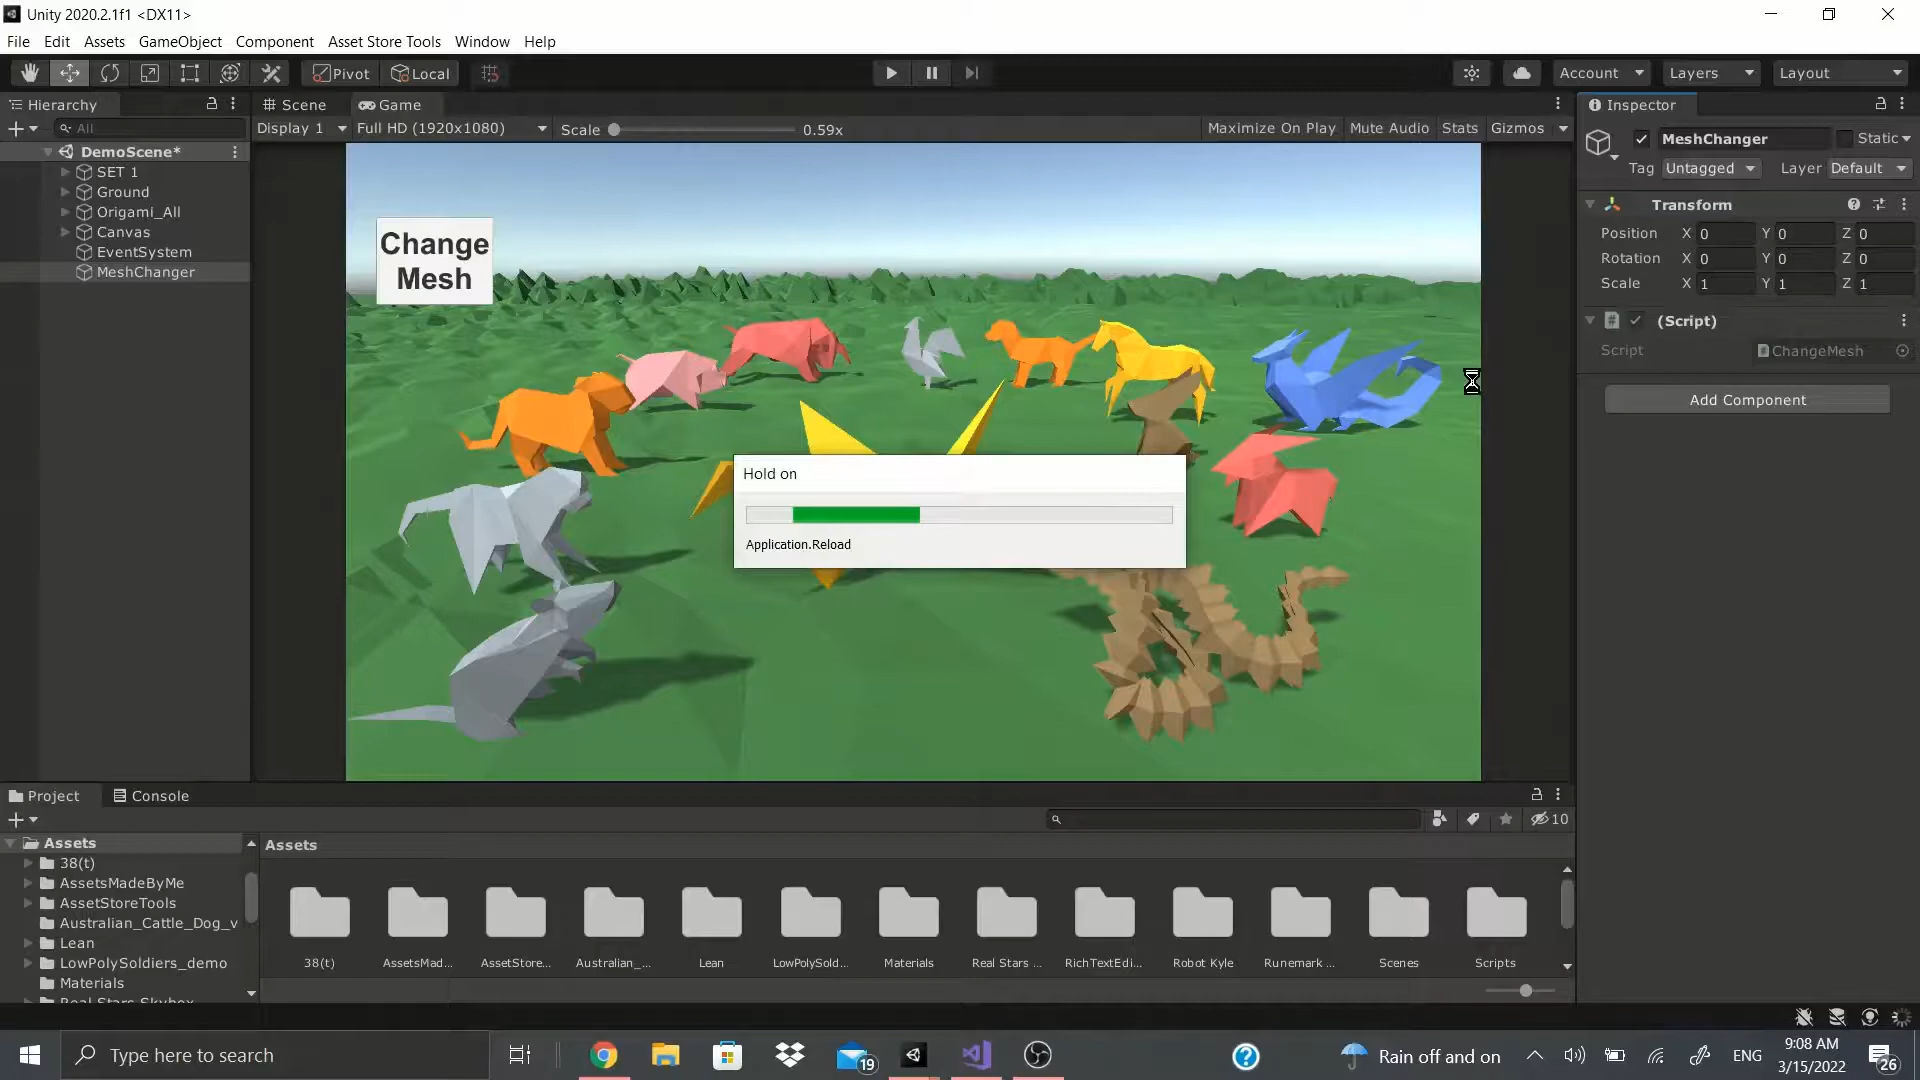 Unity 2020.2.1f1 <DX11>
File Edit Assets GameObject Component Asset Store Tools Window Help
Pivot Local Account Layers Layout
Hierarchy Scene Game Inspector
All Display 1 Full HD (1920x1080) Scale 0.59x Maximize On Play Mute Audio Stats Gizmos
DemoScene*
SET 1
Ground
Origami_All
Canvas
EventSystem
MeshChanger
Change
Mesh
MeshChanger Static
Tag Untagged Layer Default
Transform
Position X 0 Y 0 Z 0
Rotation X 0 Y 0 Z 0
Scale X 1 Y 1 Z 1
(Script)
Script ChangeMesh
Add Component
Hold on
Application.Reload
Project Console
10
Assets
38(t)
AssetsMadeByMe
AssetStoreTools
Australian_Cattle_Dog_v
Lean
LowPolySoldiers_demo
Materials
Real Stars Skybox
Assets
38(t) AssetsMad... AssetStore... Australian_... Lean LowPolySold... Materials Real Stars ... RichTextEdi... Robot Kyle Runemark ... Scenes Scripts
Type here to search
19
Rain off and on
ENG
9:08 AM
3/15/2022
26